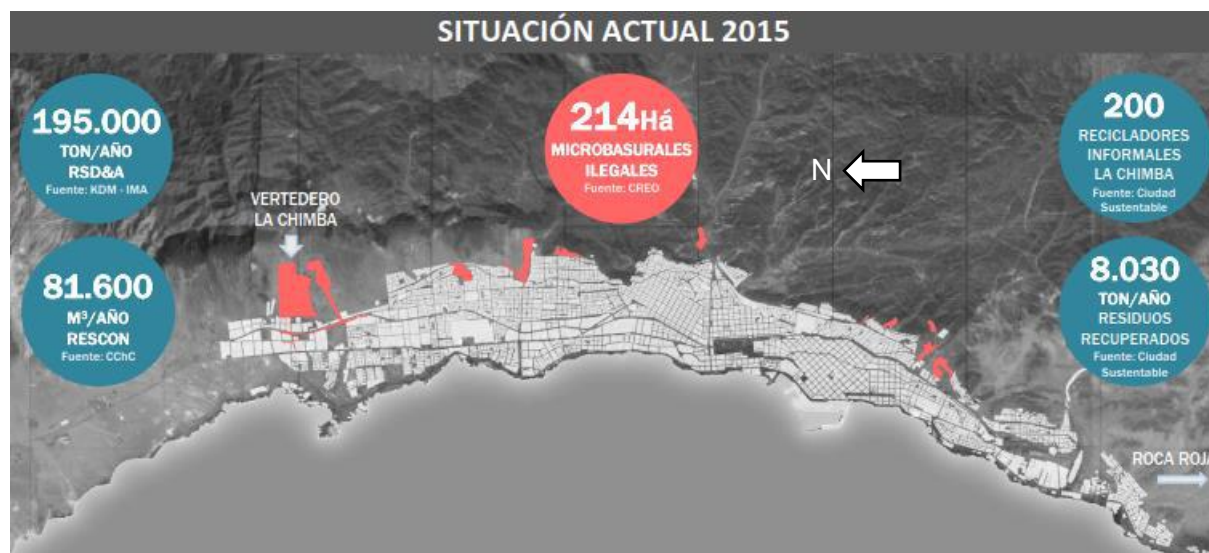 SITUACIÓN ACTUAL 2015
195.000
TON/AÑO
RSD&A
Fuente: KDM - IMA
81.600
M³/AÑO
RESCON
Fuente: CChC
VERTEDERO
LA CHIMBA
214Há
MICROBASURALES
ILEGALES
Fuente: CREO
N
200
RECICLADORES
INFORMALES
LA CHIMBA
Fuente: Ciudad
Sustentable
8.030
TON/AÑO
RESIDUOS
RECUPERADOS
Fuente: Ciudad
Sustentable
ROCA ROJA